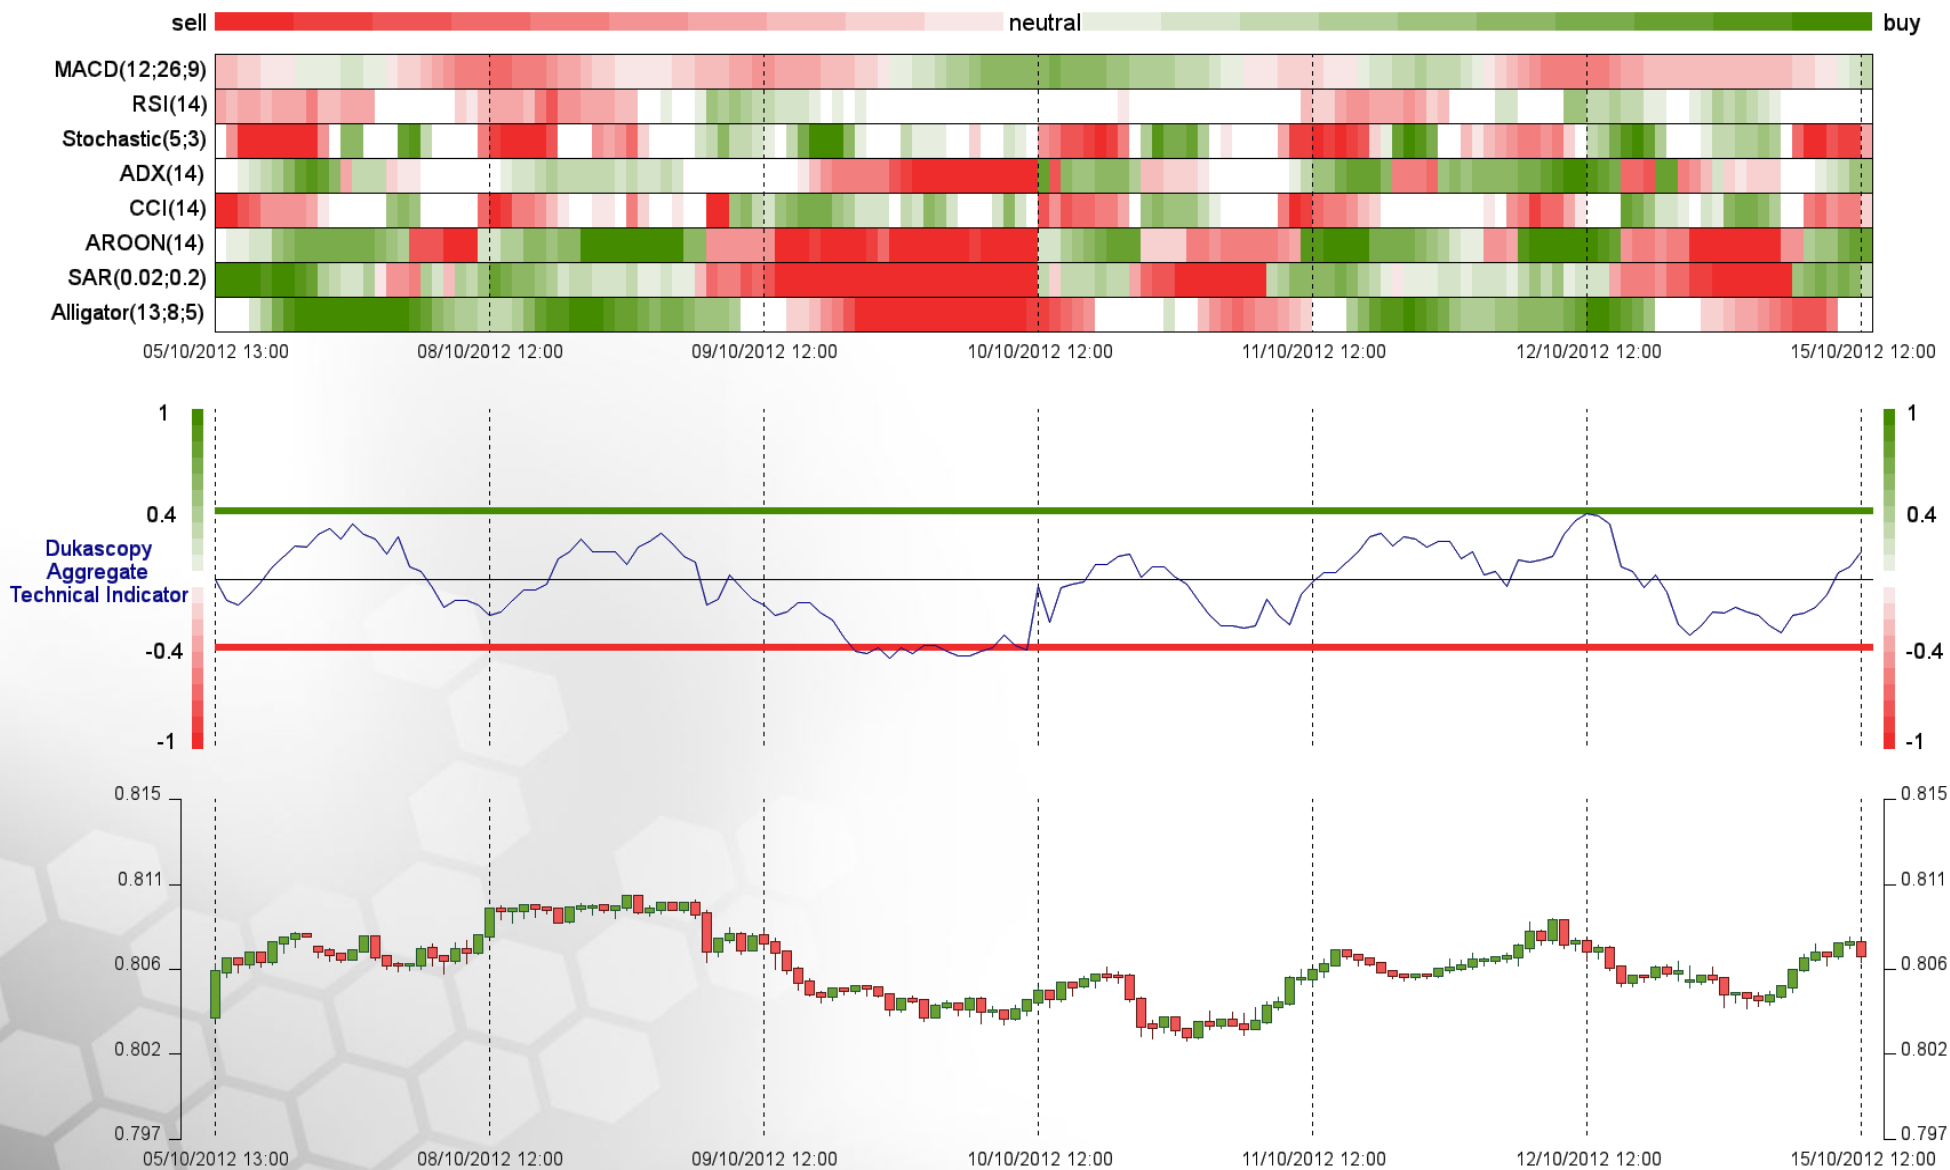 sell neutral buy
MACD(12;26;9)
RSI(14)
Stochastic(5;3)
ADX(14)
CCI(14)
AROON(14)
SAR(0.02;0.2)
Alligator(13;8;5)
05/10/2012 13:00 08/10/2012 12:00 09/10/2012 12:00 10/10/2012 12:00 11/10/2012 12:00 12/10/2012 12:00 15/10/2012 12:00
1 1
0.4 0.4
Dukascopy
Aggregate
Technical Indicator
-0.4 -0.4
-1 -1
0.815 0.815
0.811 0.811
0.806 0.806
0.802 0.802
0.797 0.797
05/10/2012 13:00 08/10/2012 12:00 09/10/2012 12:00 10/10/2012 12:00 11/10/2012 12:00 12/10/2012 12:00 15/10/2012 12:00